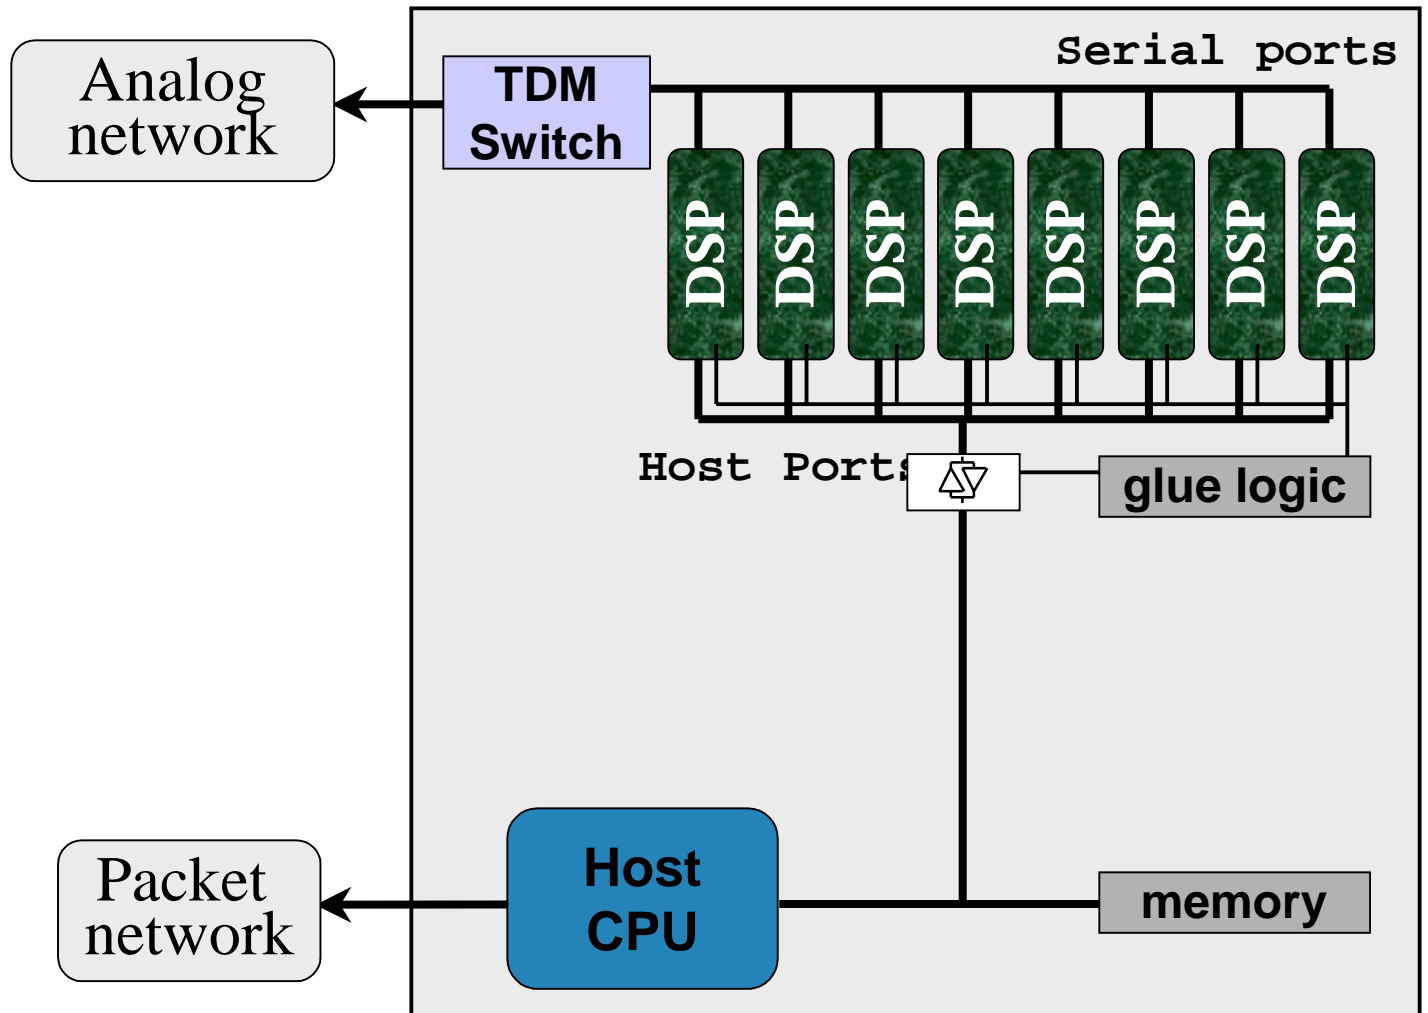 Serial ports
Analog
network
TDM
Switch
DSP
DSP
DSP
DSP
DSP
DSP
DSP
DSP
Host Ports
glue logic
Host
CPU
Packet
network
memory